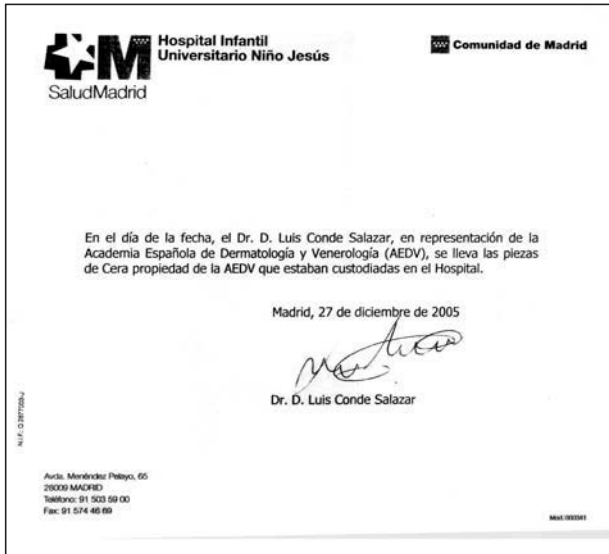 Hospital Infantil
Universitario Niño Jesús
Comunidad de Madrid
SaludMadrid
En el día de la fecha, el Dr. D. Luis Conde Salazar, en representación de la
Academia Española de Dermatología y Venerología (AEDV), se lleva las piezas
de Cera propiedad de la AEDV que estaban custodiadas en el Hospital.
Madrid, 27 de diciembre de 2005
Dr. D. Luis Conde Salazar
Avda. Menéndez Pelayo, 65
28009 MADRID
Teléfono: 91 503 59 00
Fax: 91 574 46 69